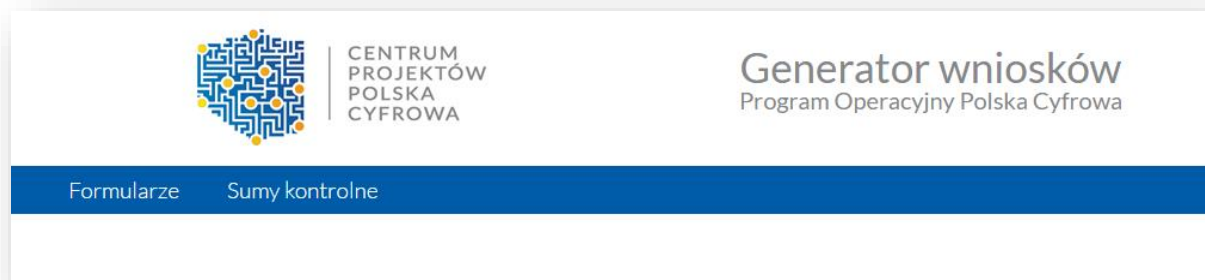 CENTRUM
PROJEKTÓW
POLSKA
CYFROWA
Generator wniosków
Program Operacyjny Polska Cyfrowa
Formularze
Sumy kontrolne